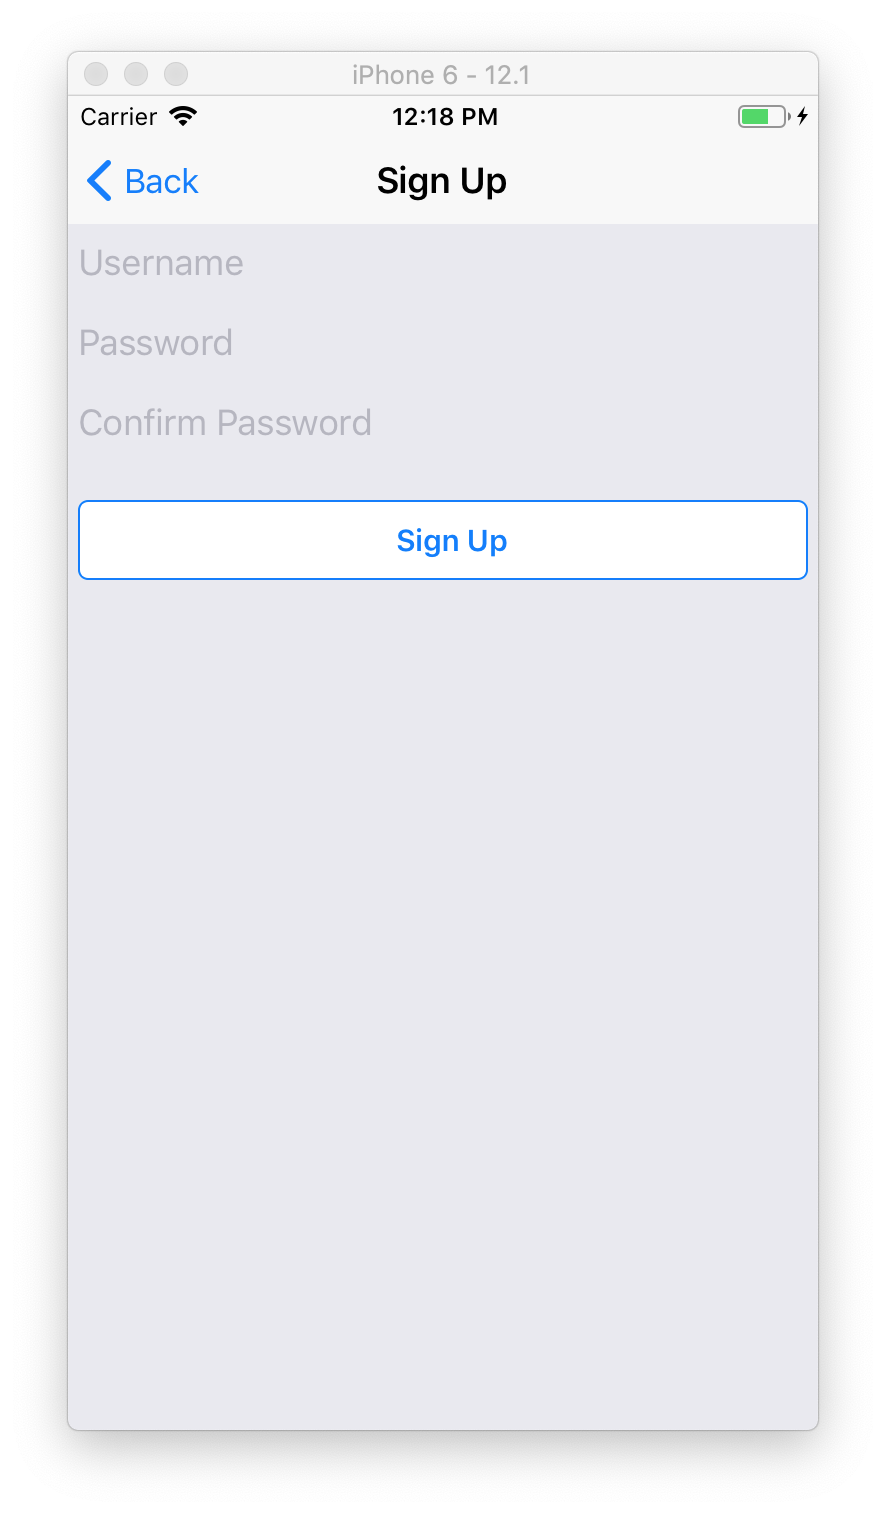 iPhone 6 - 12.1
Carrier 12:18 PM
Back Sign Up
Username
Password
Confirm Password
Sign Up